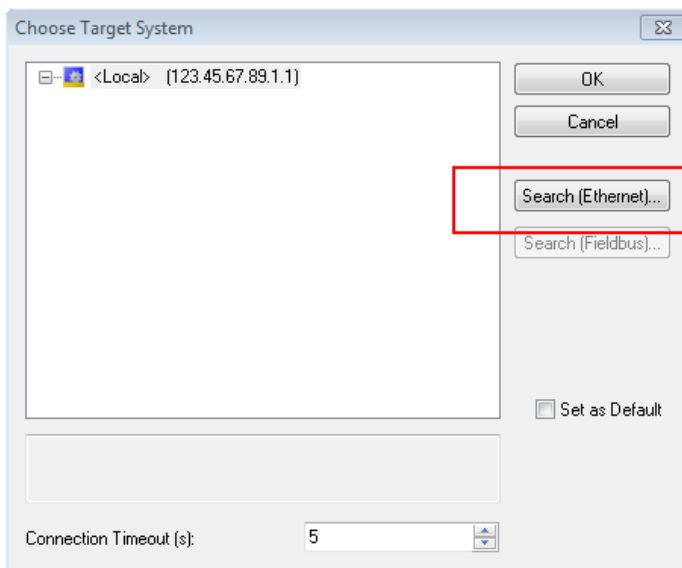 Choose Target System
<Local> (123.45.67.89.1.1)
OK
Cancel
Search (Ethernet)...
Search (Fieldbus)...
Set as Default
Connection Timeout (s):
5